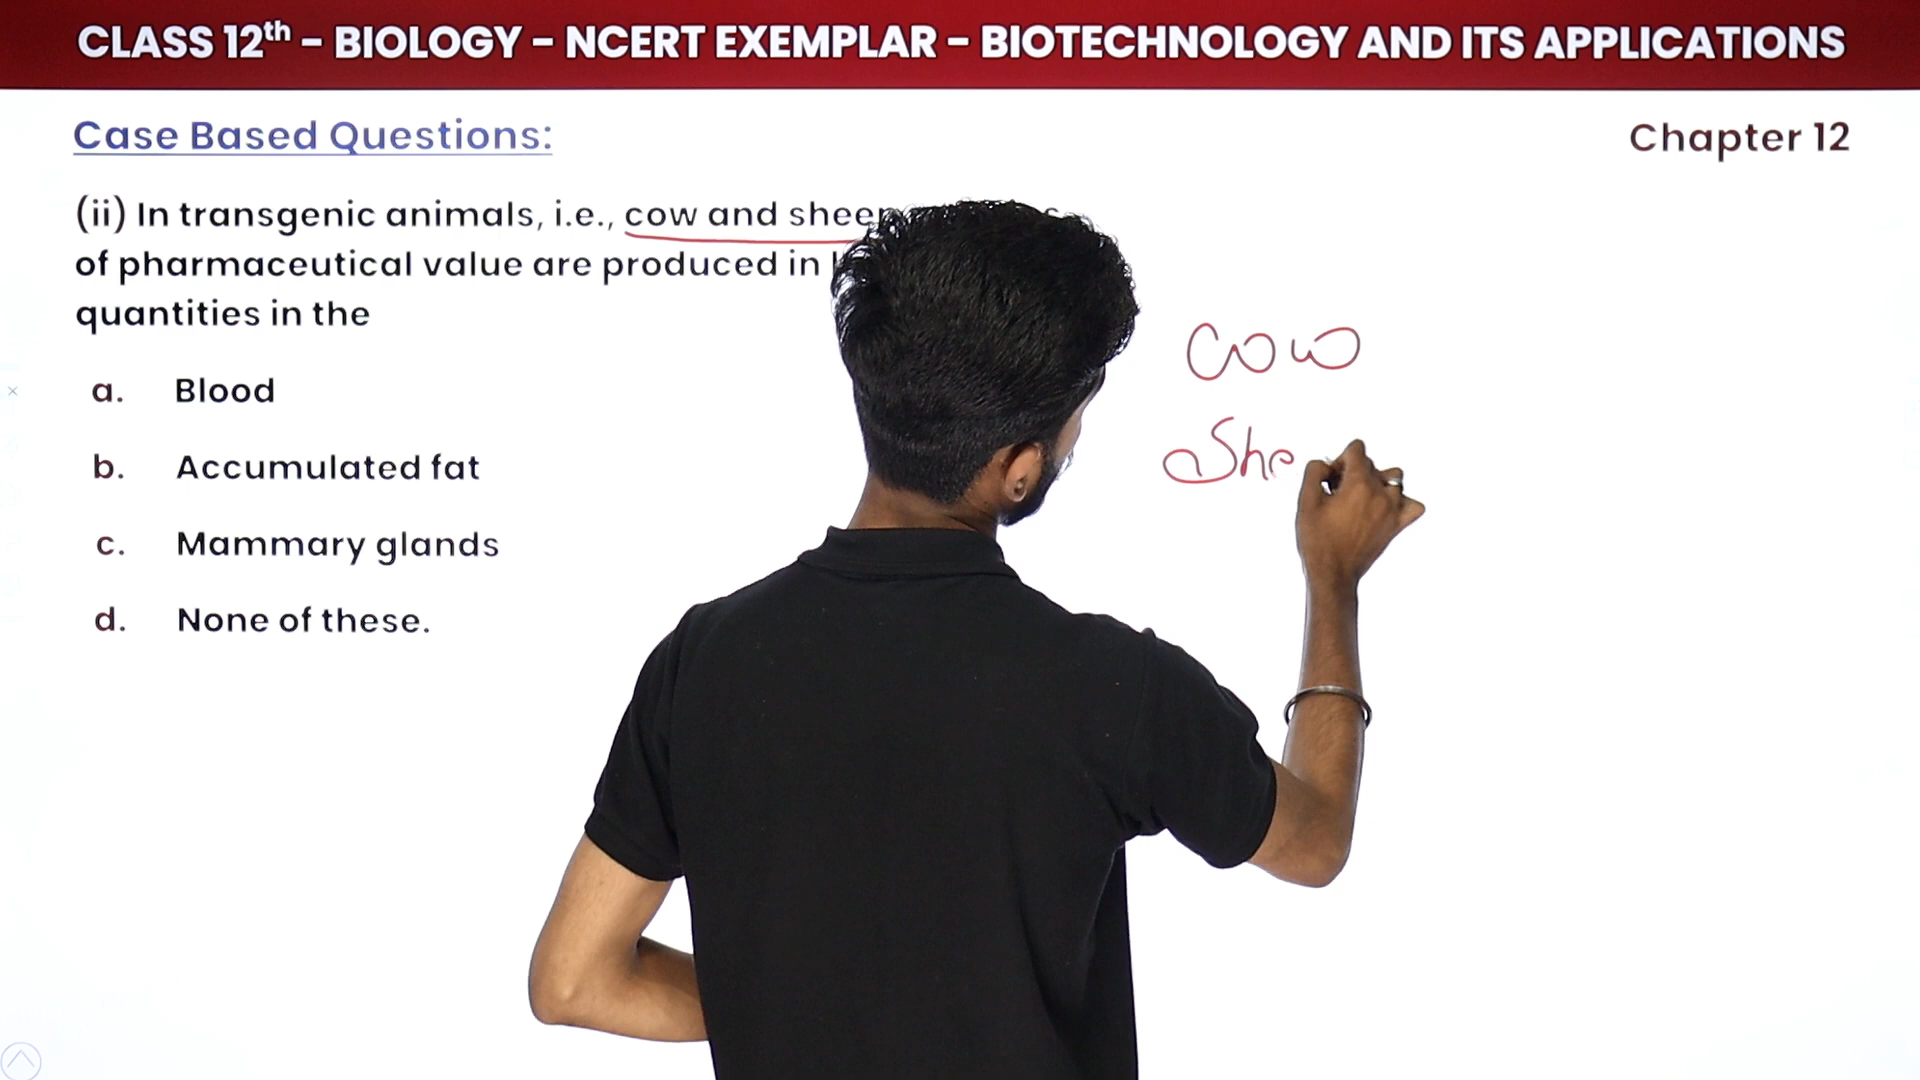 CLASS 12th - BIOLOGY - NCERT EXEMPLAR - BIOTECHNOLOGY AND ITS APPLICATIONS
Case Based Questions:
Chapter 12
(ii) In transgenic animals, i.e., cow and sheep
of pharmaceutical value are produced in
quantities in the
a. Blood
b. Accumulated fat
c. Mammary glands
d. None of these.
cow
She